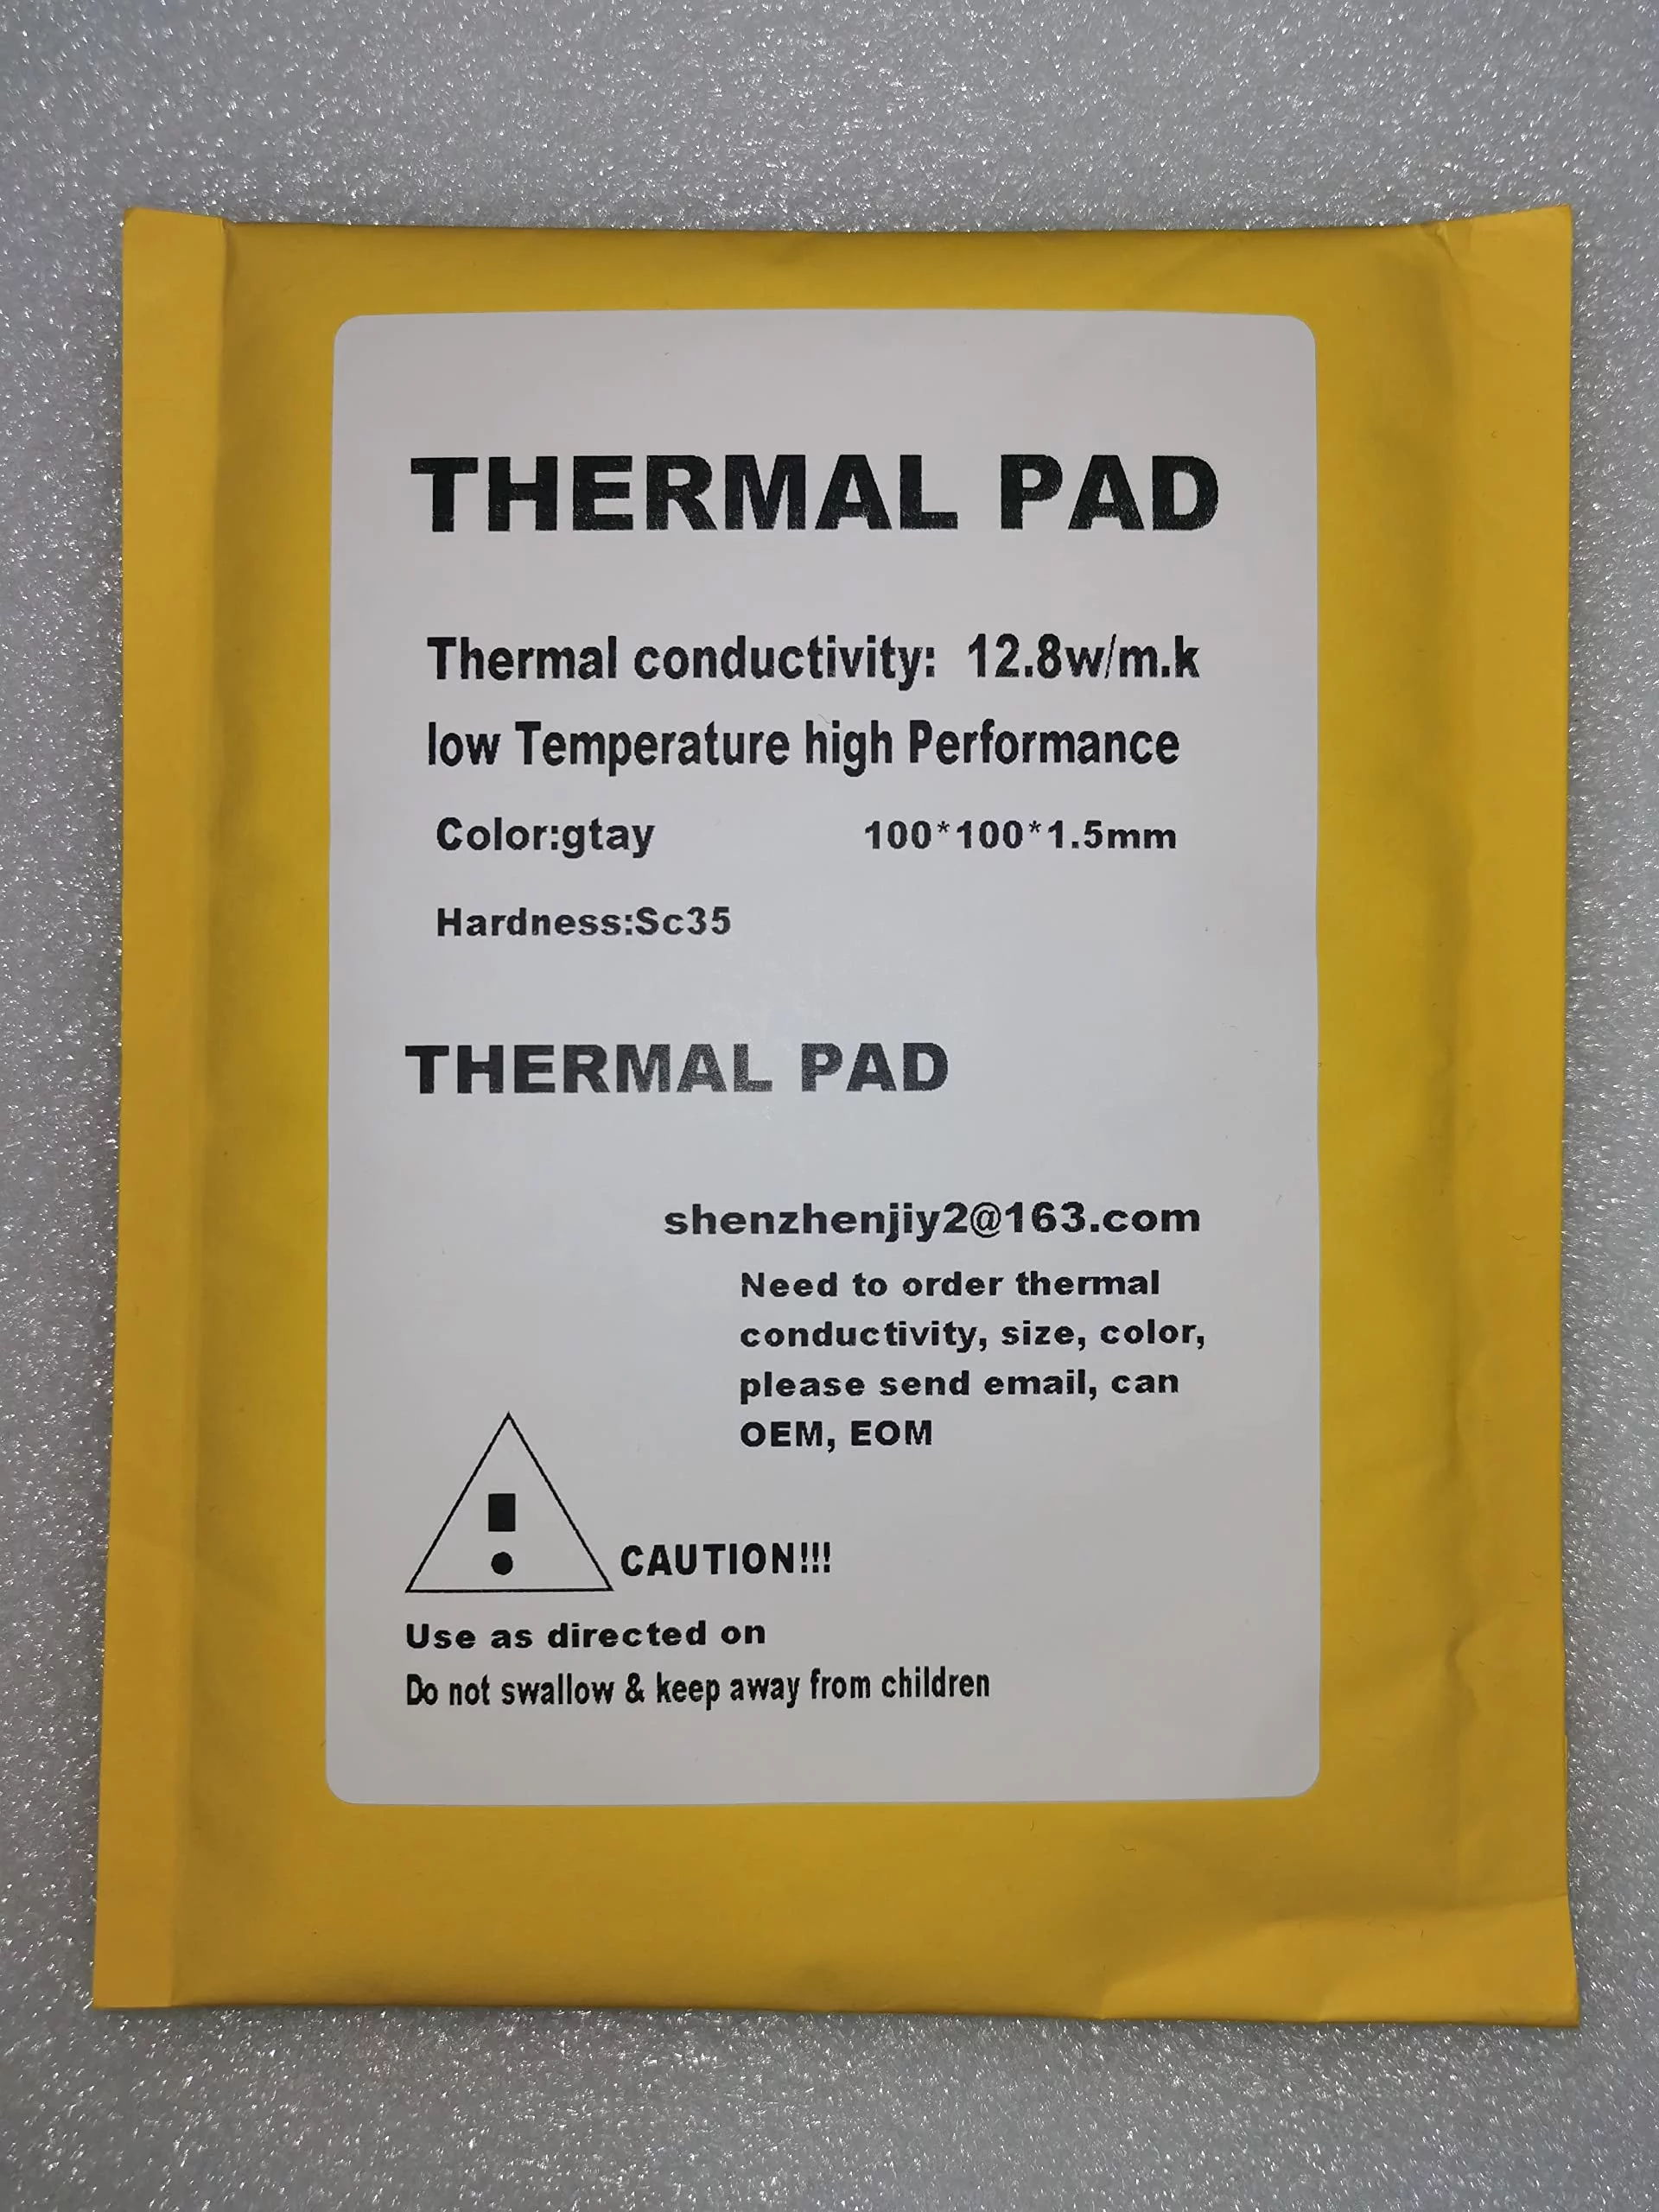 THERMAL PAD
Thermal conductivity: 12.8w/m.k
low Temperature high Performance
Color:gtay 100*100*1.5mm
Hardness:Sc35
THERMAL PAD
shenzhenjiy2@163.com
Need to order thermal
conductivity, size, color,
please send email, can
OEM, EOM
CAUTION!!!
Use as directed on
Do not swallow & keep away from children